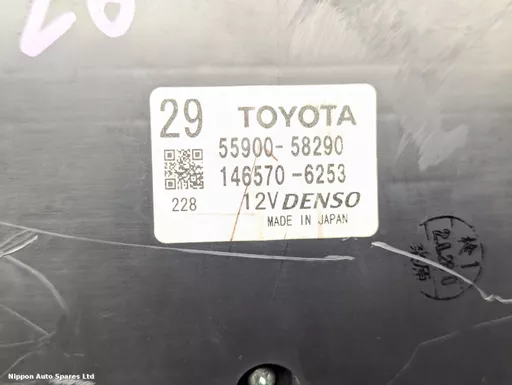 29 TOYOTA
55900-58290
146570-6253
228 12V DENSO
MADE IN JAPAN
Nippon Auto Spares Ltd